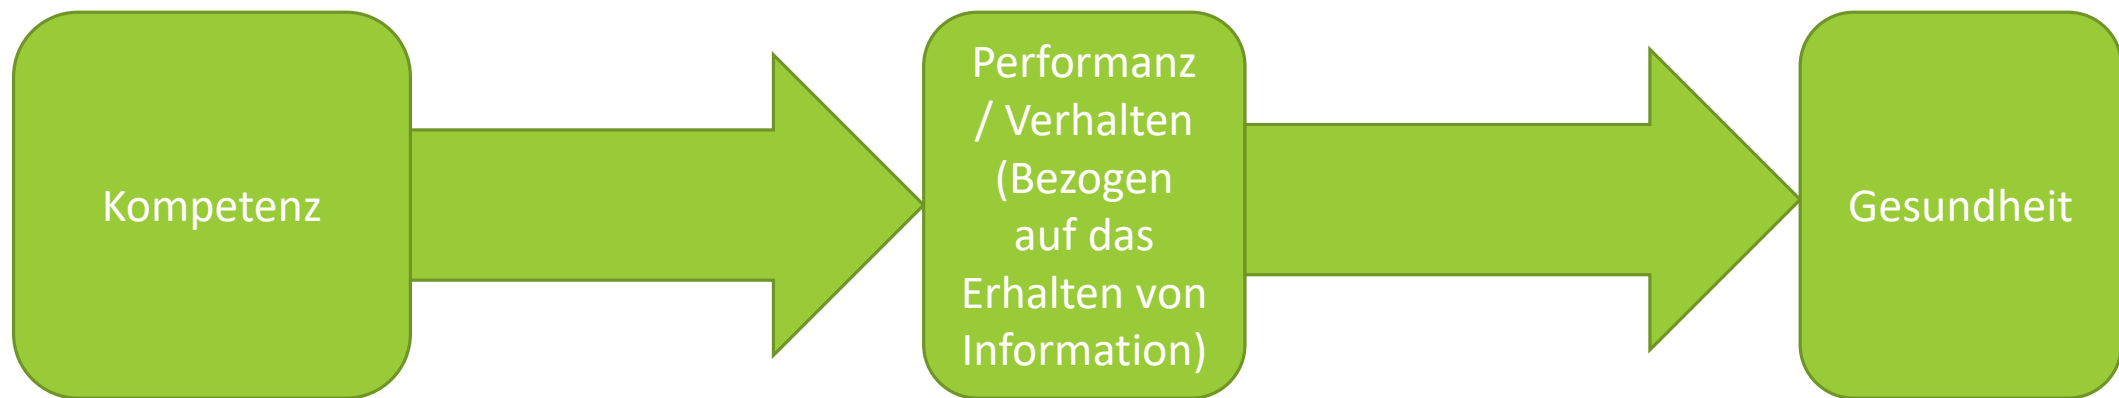 Kompetenz
Performanz
/ Verhalten
(Bezogen
auf das
Erhalten von
Information)
Gesundheit